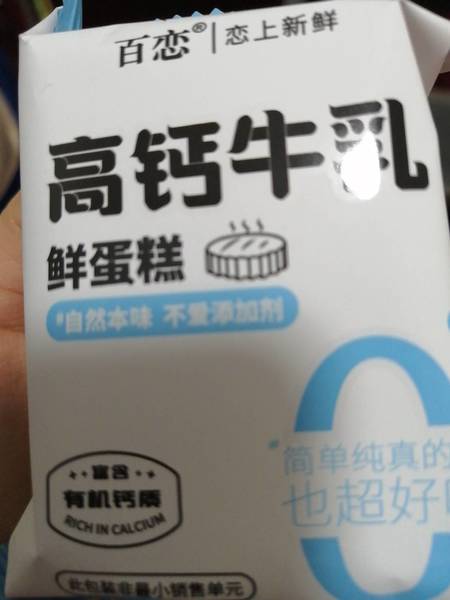 百恋®|恋上新鲜
高钙牛乳
鲜蛋糕
#自然本味 不爱添加剂
0
#简单纯真的
也超好
富含
有机钙质
RICH IN CALCIUM
此包装非最小销售单元